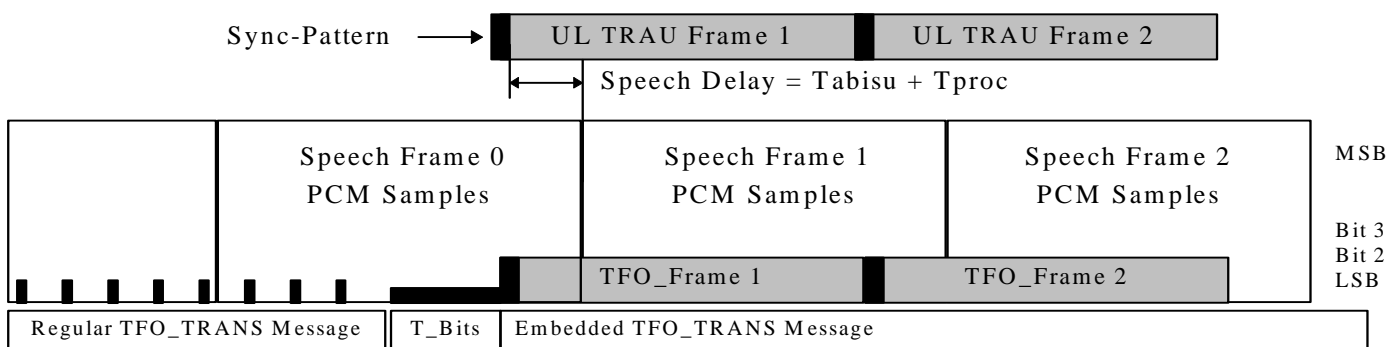 Sync-Pattern
UL TRAU Frame 1
UL TRAU Frame 2
Speech Delay = Tabisu + Tproc
Speech Frame 0
PCM Samples
Speech Frame 1
PCM Samples
Speech Frame 2
PCM Samples
MSB
Bit 3
Bit 2
LSB
TFO_Frame 1
TFO_Frame 2
Regular TFO_TRANS Message
T_Bits
Embedded TFO_TRANS Message